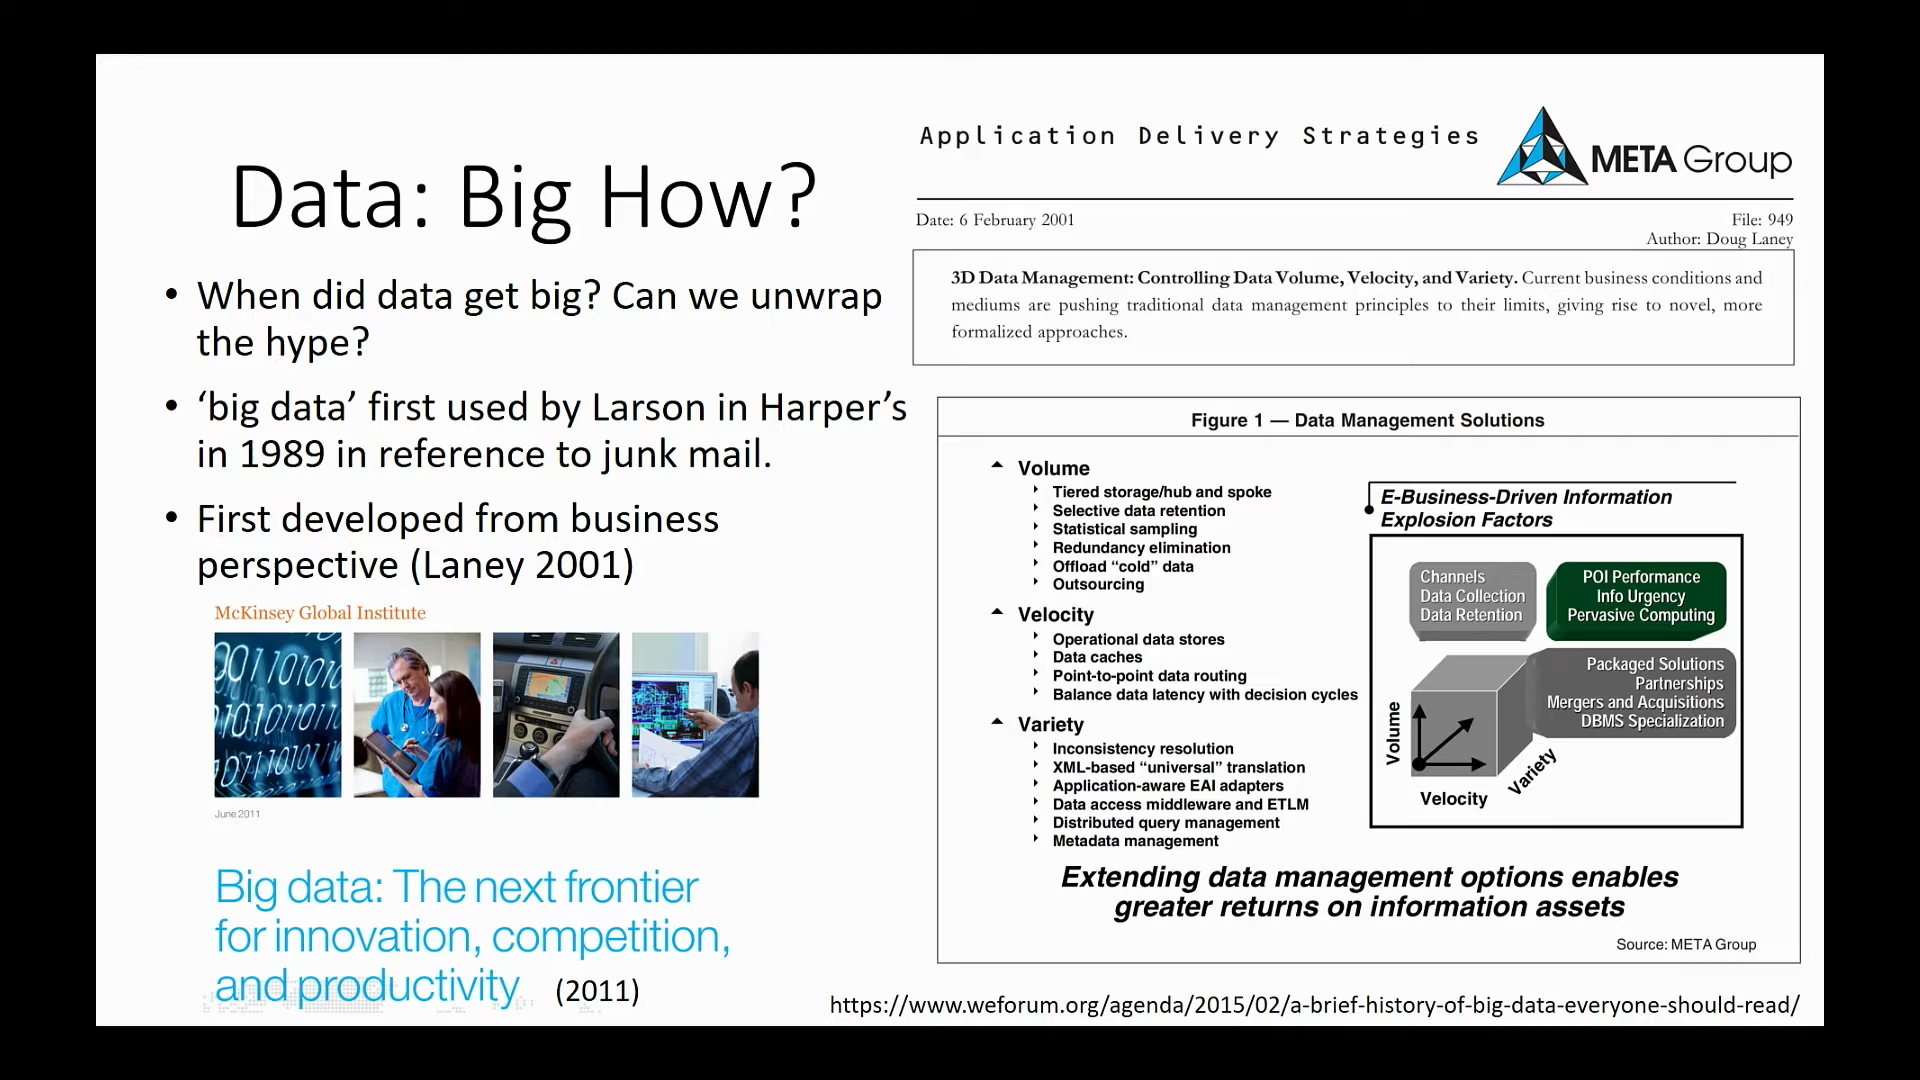 Data: Big How?
• When did data get big? Can we unwrap
the hype?
• ‘big data’ first used by Larson in Harper’s
in 1989 in reference to junk mail.
• First developed from business
perspective (Laney 2001)
McKinsey Global Institute
June 2011
Big data: The next frontier
for innovation, competition,
and productivity (2011)
Application Delivery Strategies
META Group
Date: 6 February 2001
File: 949
Author: Doug Laney
3D Data Management: Controlling Data Volume, Velocity, and Variety. Current business conditions and
mediums are pushing traditional data management principles to their limits, giving rise to novel, more
formalized approaches.
Figure 1 — Data Management Solutions
Volume
Tiered storage/hub and spoke
Selective data retention
Statistical sampling
Redundancy elimination
Offload “cold” data
Outsourcing
Velocity
Operational data stores
Data caches
Point-to-point data routing
Balance data latency with decision cycles
Variety
Inconsistency resolution
XML-based “universal” translation
Application-aware EAI adapters
Data access middleware and ETLM
Distributed query management
Metadata management
E-Business-Driven Information
Explosion Factors
Channels
Data Collection
Data Retention
POI Performance
Info Urgency
Pervasive Computing
Packaged Solutions
Partnerships
Mergers and Acquisitions
DBMS Specialization
Volume
Velocity
Variety
Extending data management options enables
greater returns on information assets
Source: META Group
https://www.weforum.org/agenda/2015/02/a-brief-history-of-big-data-everyone-should-read/